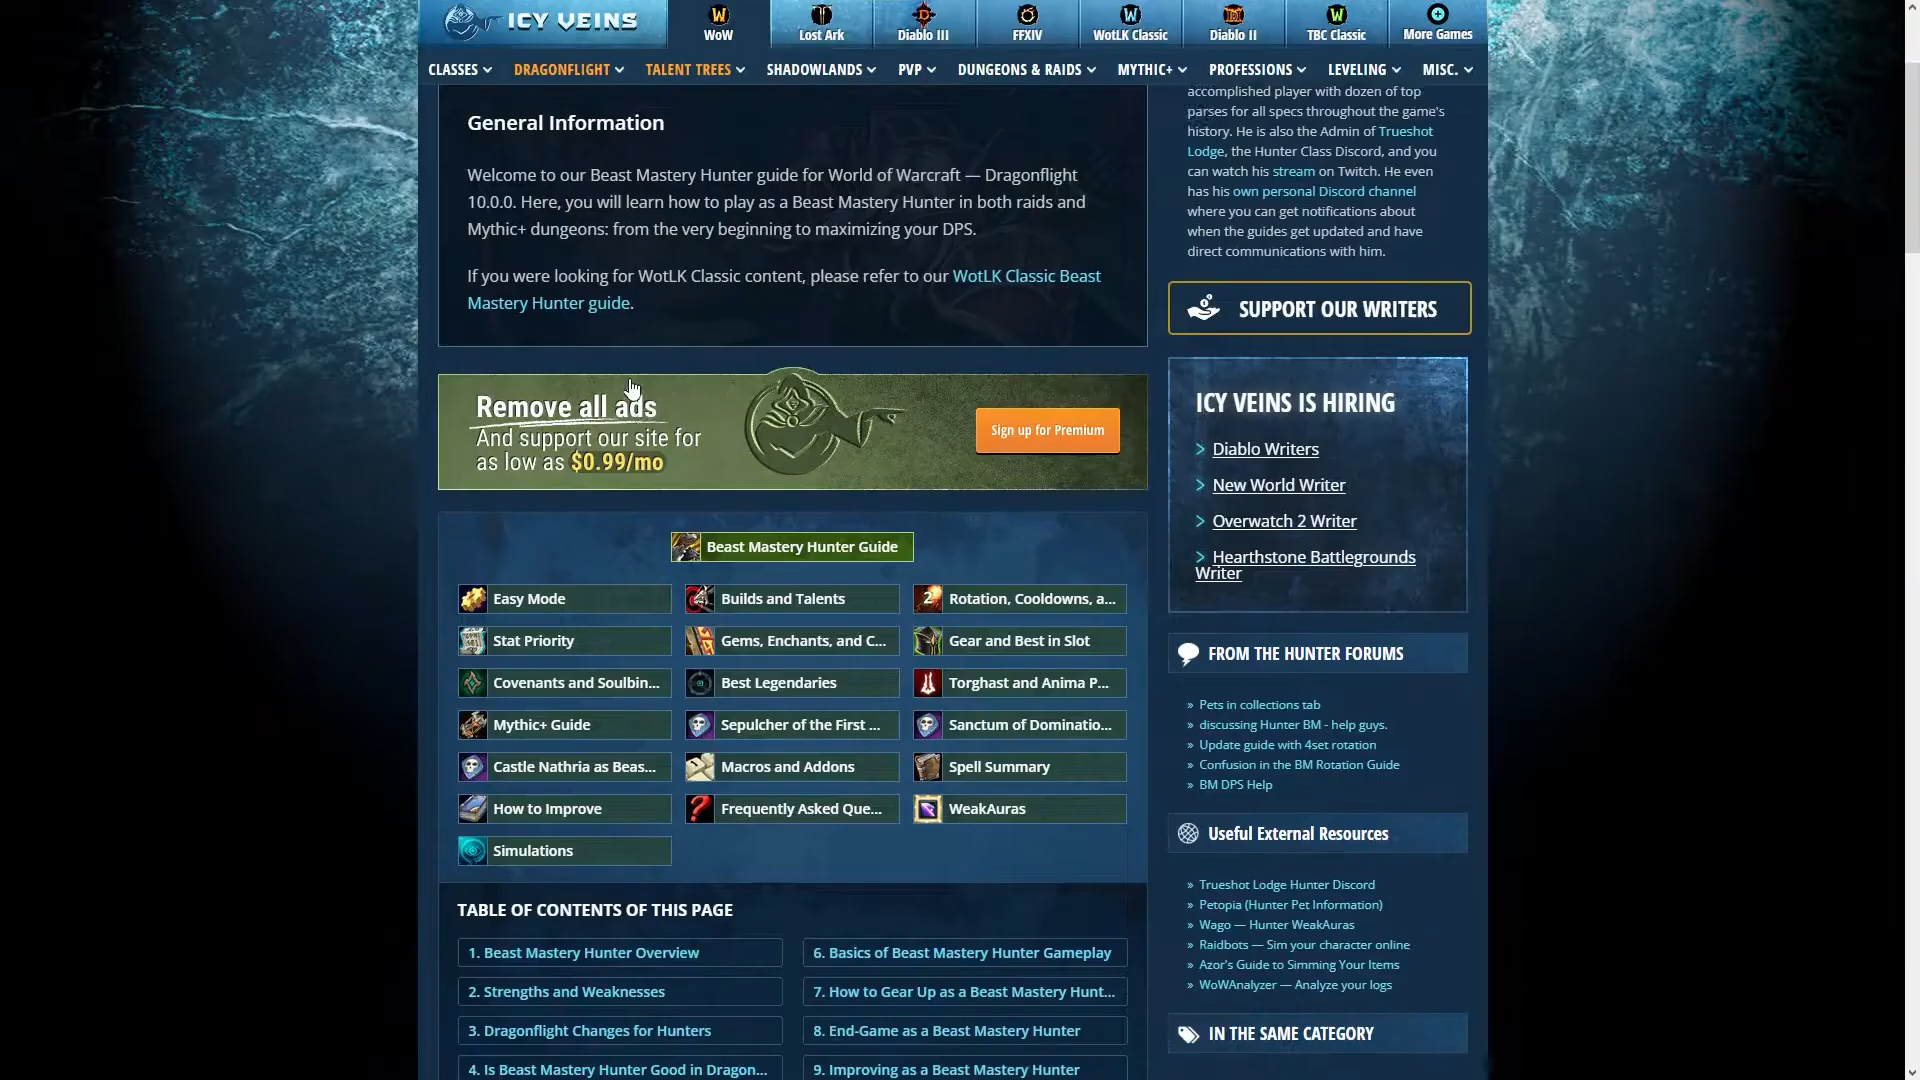 ICY VEINS
WoW
Lost Ark
Diablo III
FFXIV
WotLK Classic
Diablo II
TBC Classic
More Games
CLASSES
DRAGONFLIGHT
TALENT TREES
SHADOWLANDS
PVP
DUNGEONS & RAIDS
MYTHIC+
PROFESSIONS
LEVELING
MISC.
General Information
Welcome to our Beast Mastery Hunter guide for World of Warcraft — Dragonflight
10.0.0. Here, you will learn how to play as a Beast Mastery Hunter in both raids and
Mythic+ dungeons: from the very beginning to maximizing your DPS.
If you were looking for WotLK Classic content, please refer to our WotLK Classic Beast
Mastery Hunter guide.
Remove all ads
And support our site for
as low as $0.99/mo
Sign up for Premium
Beast Mastery Hunter Guide
Easy Mode
Builds and Talents
2
Rotation, Cooldowns, a...
Stat Priority
Gems, Enchants, and C...
Gear and Best in Slot
Covenants and Soulbin...
Best Legendaries
Torghast and Anima P...
Mythic+ Guide
Sepulcher of the First ...
Sanctum of Dominatio...
Castle Nathria as Beas...
Macros and Addons
Spell Summary
How to Improve
Frequently Asked Que...
WeakAuras
Simulations
TABLE OF CONTENTS OF THIS PAGE
1. Beast Mastery Hunter Overview
2. Strengths and Weaknesses
3. Dragonflight Changes for Hunters
4. Is Beast Mastery Hunter Good in Dragon...
6. Basics of Beast Mastery Hunter Gameplay
7. How to Gear Up as a Beast Mastery Hunt...
8. End-Game as a Beast Mastery Hunter
9. Improving as a Beast Mastery Hunter
accomplished player with dozen of top
parses for all specs throughout the game's
history. He is also the Admin of Trueshot
Lodge, the Hunter Class Discord, and you
can watch his stream on Twitch. He even
has his own personal Discord channel
where you can get notifications about
when the guides get updated and have
direct communications with him.
SUPPORT OUR WRITERS
ICY VEINS IS HIRING
> Diablo Writers
> New World Writer
> Overwatch 2 Writer
> Hearthstone Battlegrounds
Writer
FROM THE HUNTER FORUMS
» Pets in collections tab
» discussing Hunter BM - help guys.
» Update guide with 4set rotation
» Confusion in the BM Rotation Guide
» BM DPS Help
Useful External Resources
» Trueshot Lodge Hunter Discord
» Petopia (Hunter Pet Information)
» Wago — Hunter WeakAuras
» Raidbots — Sim your character online
» Azor's Guide to Simming Your Items
» WoWAnalyzer — Analyze your logs
IN THE SAME CATEGORY